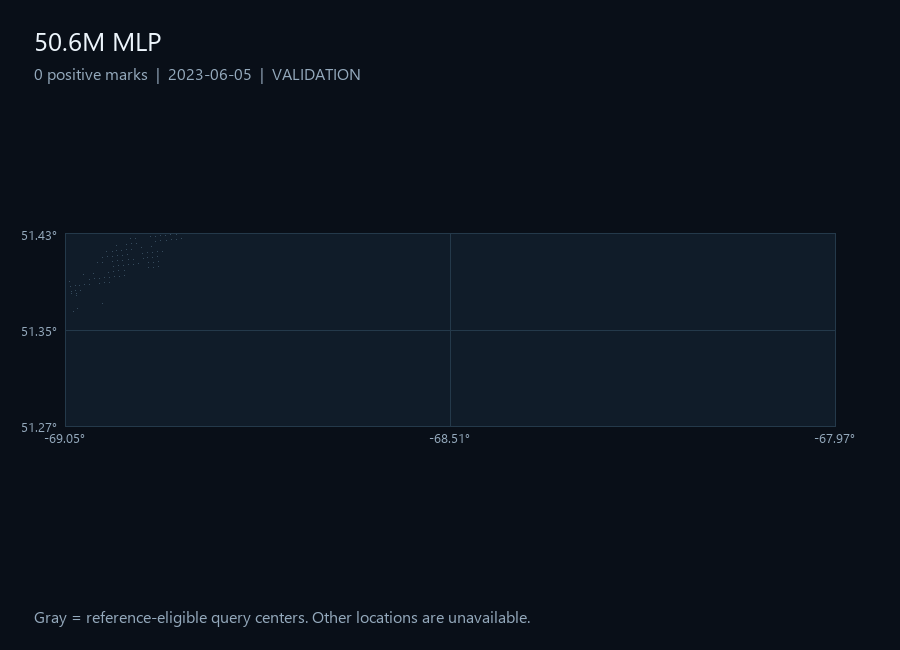 50.6M MLP
0 positive marks | 2023-06-05 | VALIDATION
51.43°
51.35°
51.27°
-69.05°
-68.51°
-67.97°
Gray = reference-eligible query centers. Other locations are unavailable.